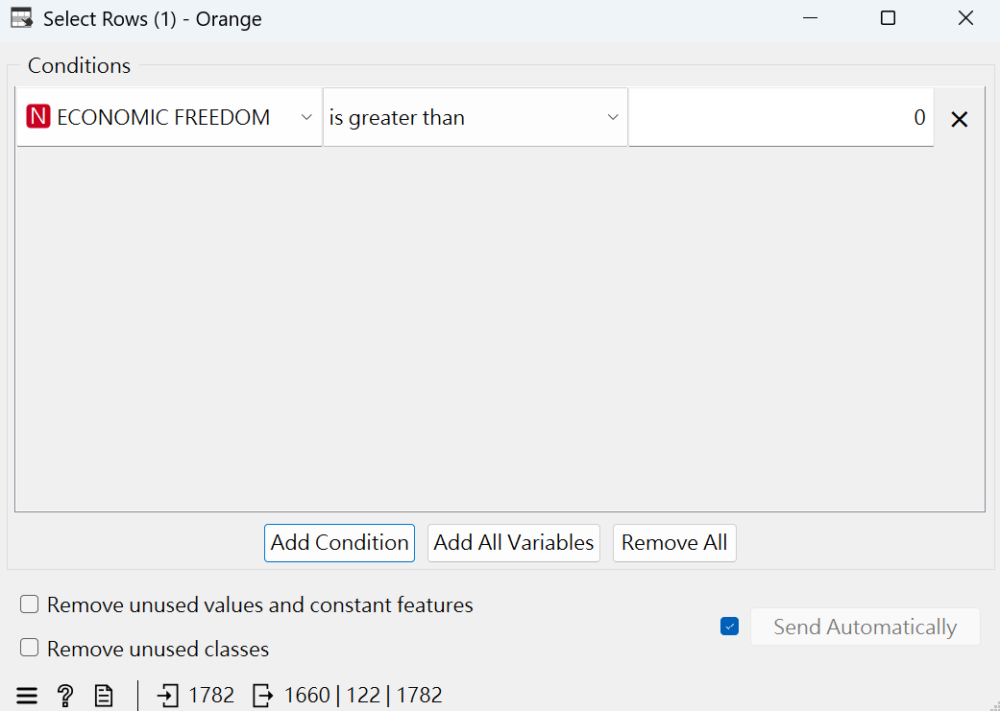 Select Rows (1) - Orange
Conditions
N ECONOMIC FREEDOM is greater than 0
Add Condition Add All Variables Remove All
Remove unused values and constant features
Send Automatically
Remove unused classes
? 1782 1660 | 122 | 1782